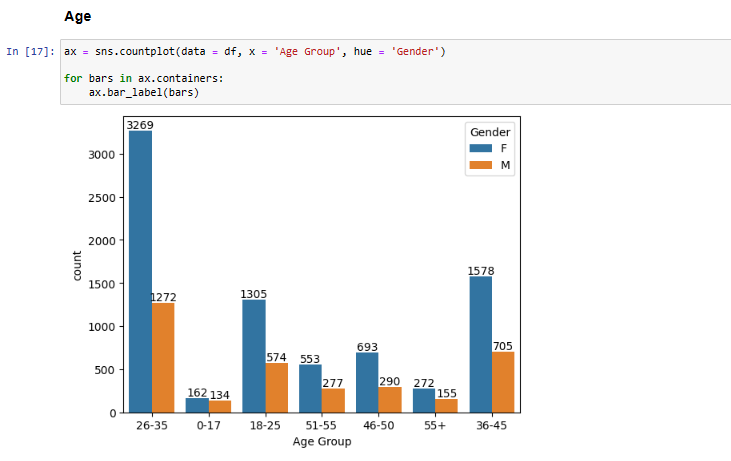 Age
In [17]: ax = sns.countplot(data = df, x = 'Age Group', hue = 'Gender')
for bars in ax.containers:
ax.bar_label(bars)
Gender
F
M
3269
1272
162
134
1305
574
553
277
693
290
272
155
1578
705
3000
2500
2000
1500
1000
500
0
count
26-35 0-17 18-25 51-55 46-50 55+ 36-45
Age Group